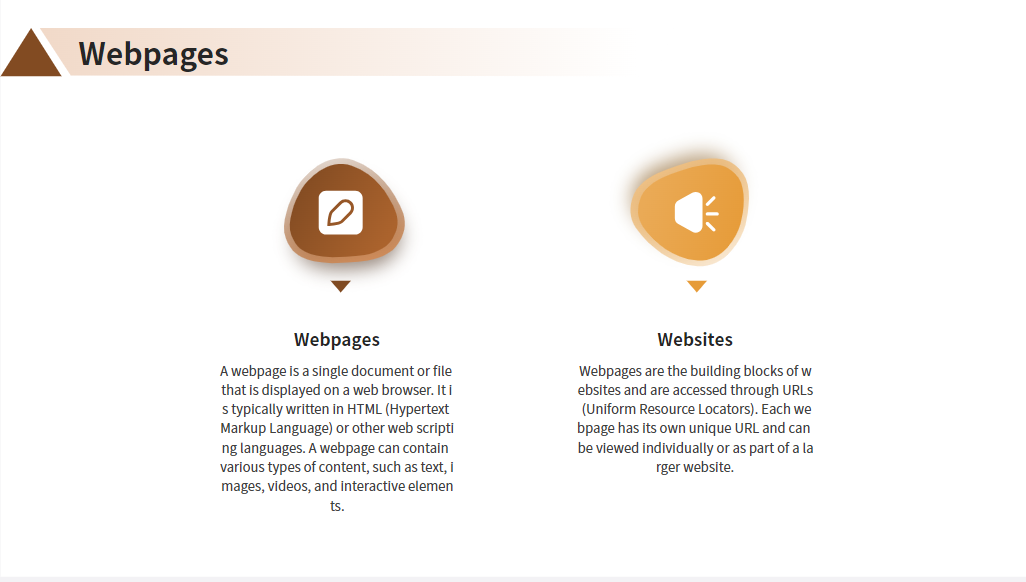 Webpages
Webpages
A webpage is a single document or file
that is displayed on a web browser. It i
s typically written in HTML (Hypertext
Markup Language) or other web scripti
ng languages. A webpage can contain
various types of content, such as text, i
mages, videos, and interactive elemen
ts.
Websites
Webpages are the building blocks of w
ebsites and are accessed through URLs
(Uniform Resource Locators). Each we
bpage has its own unique URL and can
be viewed individually or as part of a la
rger website.